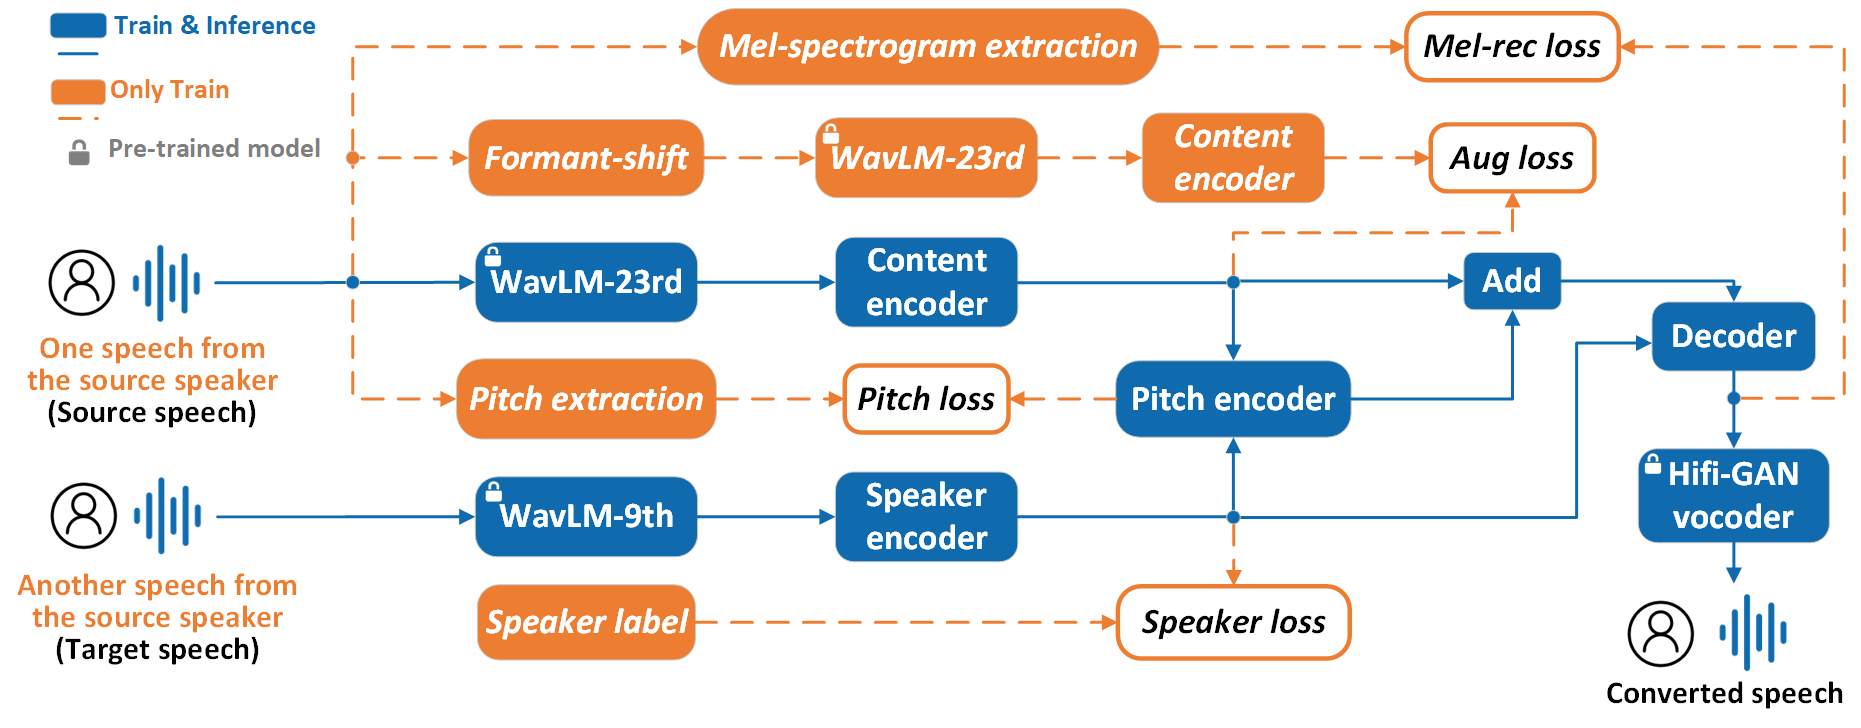 Train & Inference
Only Train
Pre-trained model
Mel-spectrogram extraction
Mel-rec loss
Formant-shift
WavLM-23rd
Content
encoder
Aug loss
One speech from
the source speaker
(Source speech)
WavLM-23rd
Content
encoder
Add
Decoder
Pitch extraction
Pitch loss
Pitch encoder
Hifi-GAN
vocoder
Another speech from
the source speaker
(Target speech)
WavLM-9th
Speaker
encoder
Speaker label
Speaker loss
Converted speech